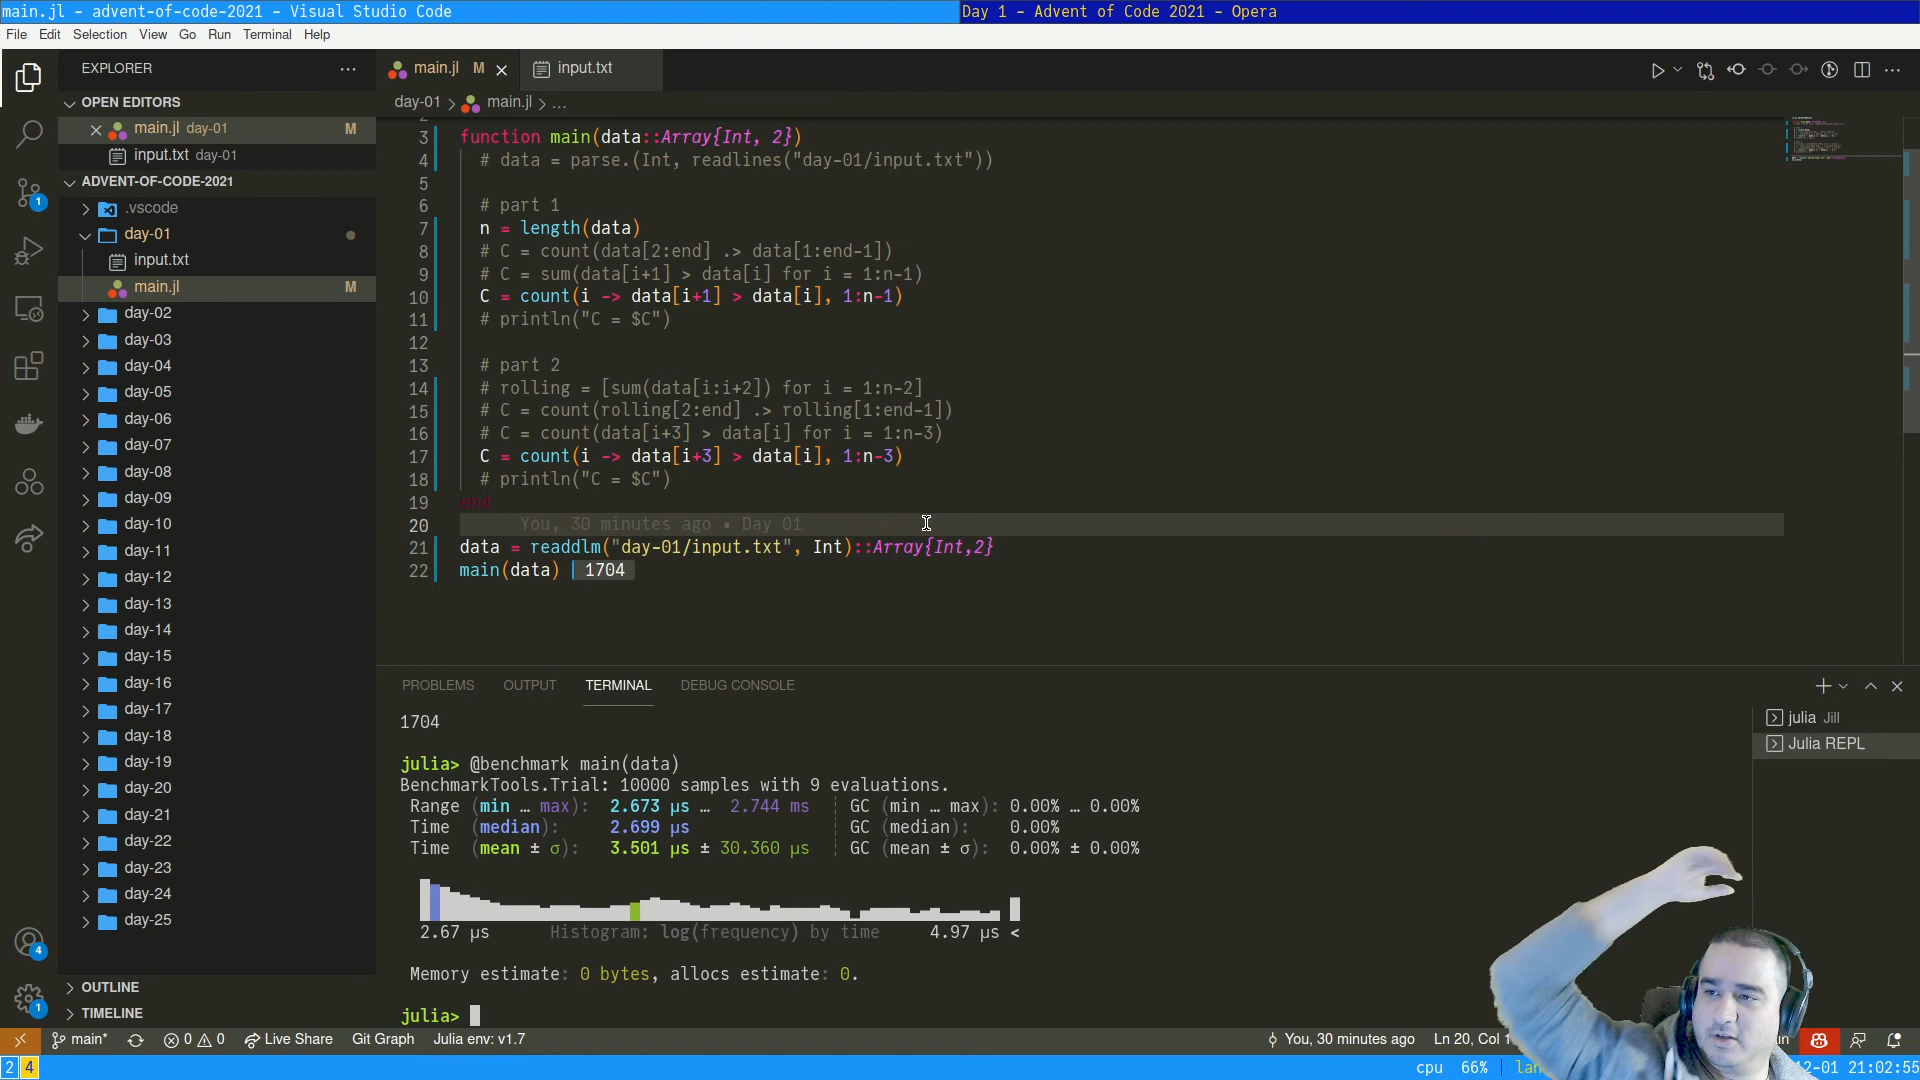 main.jl - advent-of-code-2021 - Visual Studio Code
Day 1 - Advent of Code 2021 - Opera
File Edit Selection View Go Run Terminal Help
EXPLORER
OPEN EDITORS
main.jl day-01 M
input.txt day-01
ADVENT-OF-CODE-2021
.vscode
day-01
input.txt
main.jl M
day-02
day-03
day-04
day-05
day-06
day-07
day-08
day-09
day-10
day-11
day-12
day-13
day-14
day-15
day-16
day-17
day-18
day-19
day-20
day-21
day-22
day-23
day-24
day-25
OUTLINE
TIMELINE
1
4
1
main.jl M
input.txt
day-01 > main.jl > ...
3 function main(data::Array{Int, 2})
4 # data = parse.(Int, readlines("day-01/input.txt"))
5
6 # part 1
7 n = length(data)
8 # C = count(data[2:end] .> data[1:end-1])
9 # C = sum(data[i+1] > data[i] for i = 1:n-1)
10 C = count(i -> data[i+1] > data[i], 1:n-1)
11 # println("C = $C")
12
13 # part 2
14 # rolling = [sum(data[i:i+2]) for i = 1:n-2]
15 # C = count(rolling[2:end] .> rolling[1:end-1])
16 # C = count(data[i+3] > data[i] for i = 1:n-3)
17 C = count(i -> data[i+3] > data[i], 1:n-3)
18 # println("C = $C")
19 end
20 You, 30 minutes ago • Day 01
21 data = readdlm("day-01/input.txt", Int)::Array{Int,2}
22 main(data) 1704
PROBLEMS OUTPUT TERMINAL DEBUG CONSOLE
julia Jill
Julia REPL
1704
julia> @benchmark main(data)
BenchmarkTools.Trial: 10000 samples with 9 evaluations.
Range (min … max): 2.673 μs … 2.744 ms ┊ GC (min … max): 0.00% … 0.00%
Time (median): 2.699 μs ┊ GC (median): 0.00%
Time (mean ± σ): 3.501 μs ± 30.360 μs ┊ GC (mean ± σ): 0.00% ± 0.00%
2.67 μs Histogram: log(frequency) by time 4.97 μs <
Memory estimate: 0 bytes, allocs estimate: 0.
julia>
main* 0 0 Live Share Git Graph Julia env: v1.7 You, 30 minutes ago Ln 20, Col 1
2 4 cpu 66% 21:02:55